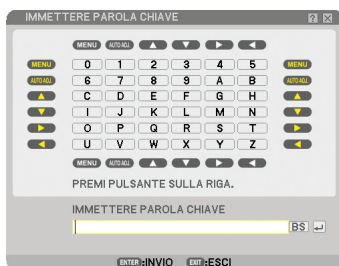 IMMETTERE PAROLA CHIAVE
MENU AUTO ADJ.
MENU 0 1 2 3 4 5 MENU
AUTO ADJ. 6 7 8 9 A B AUTO ADJ.
C D E F G H
I J K L M N
O P Q R S T
U V W X Y Z
MENU AUTO ADJ.
PREMI PULSANTE SULLA RIGA.
IMMETTERE PAROLA CHIAVE
BS
ENTER :INVIO EXIT :ESCI